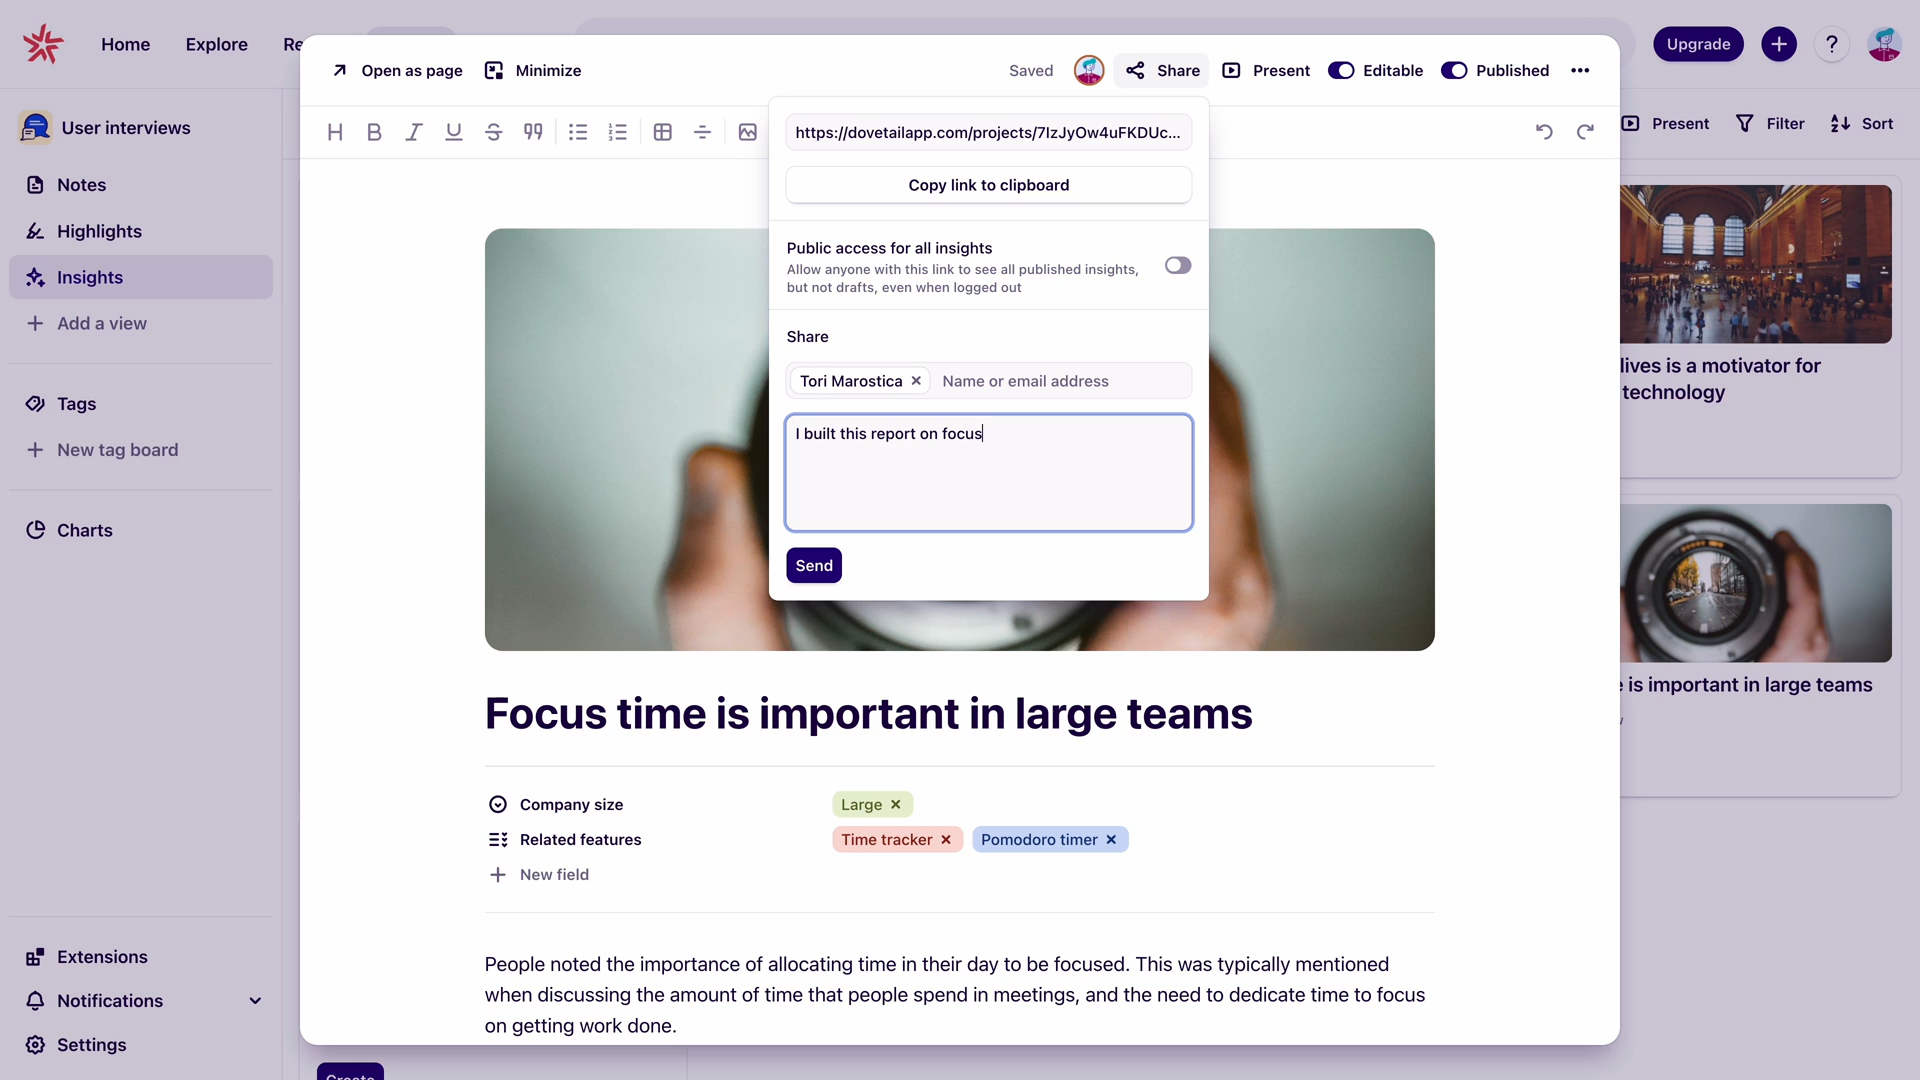 Home
Explore
Re
Upgrade
?
Open as page
Minimize
Saved
Share
Present
Editable
Published
User interviews
Notes
Highlights
Insights
Add a view
Tags
New tag board
Charts
Extensions
Notifications
Settings
H B I U S
https://dovetailapp.com/projects/7IzJyOw4uFKDUc...
Copy link to clipboard
Public access for all insights
Allow anyone with this link to see all published insights,
but not drafts, even when logged out
Share
Tori Marostica
Name or email address
I built this report on focus
Send
Focus time is important in large teams
Company size
Large
Related features
Time tracker
Pomodoro timer
New field
People noted the importance of allocating time in their day to be focused. This was typically mentioned
when discussing the amount of time that people spend in meetings, and the need to dedicate time to focus
on getting work done.
Present
Filter
Sort
lives is a motivator for
technology
is important in large teams
Create